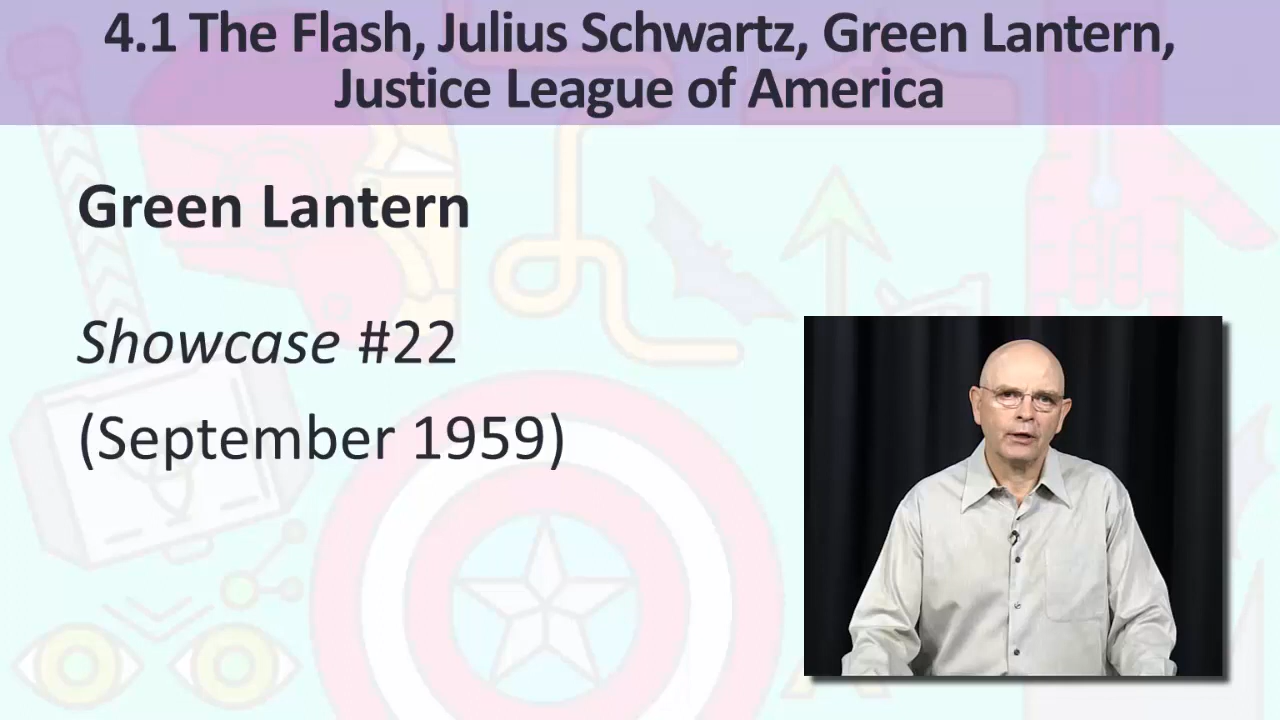 4.1 The Flash, Julius Schwartz, Green Lantern,
Justice League of America
Green Lantern
Showcase #22
(September 1959)